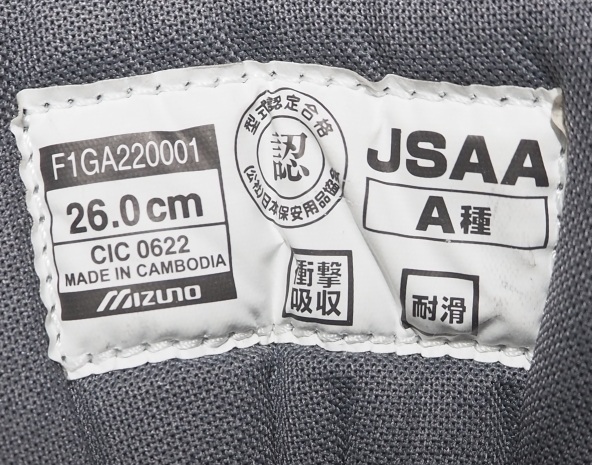 F1GA220001
26.0cm
CIC 0622
MADE IN CAMBODIA
MIZUNO
型式認定合格
認
(公社)日本保安用品協会
衝撃
吸収
JSAA
A種
耐滑